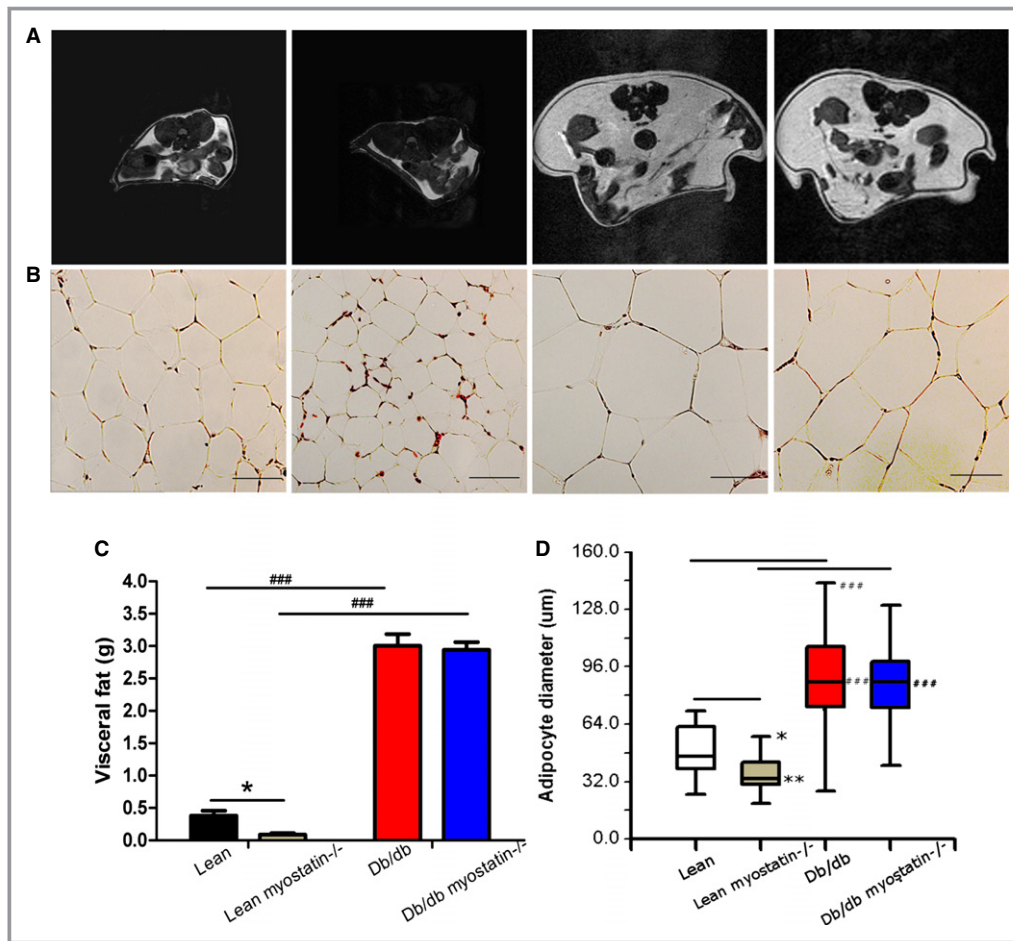 A
B
C
4.0
3.5
3.0
2.5
2.0
1.5
1.0
0.5
0.0
Visceral fat (g)
###
###
*
Lean
Lean myostatin-/-
Db/db
Db/db myostatin-/-
D
160.0
128.0
96.0
64.0
32.0
0.0
Adipocyte diameter (um)
###
###
###
*
**
Lean
Lean myostatin-/-
Db/db
Db/db myostatin-/-